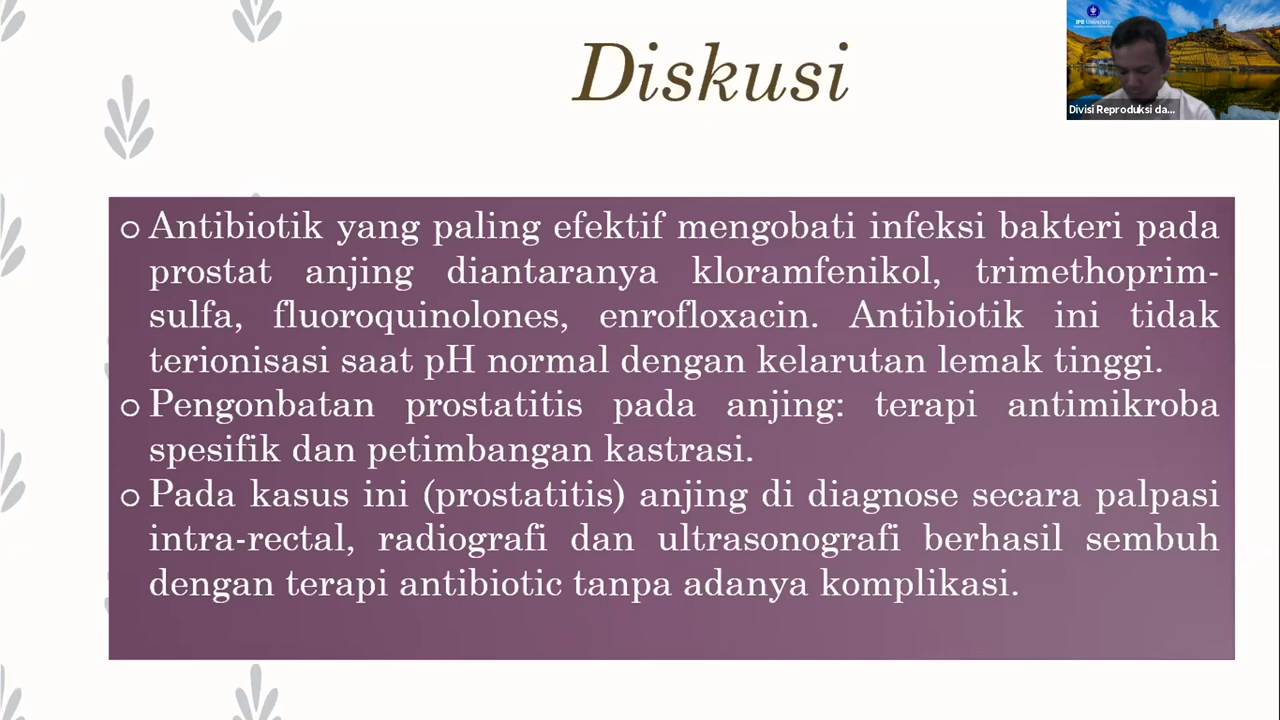 Diskusi
IPB University
Divisi Reproduksi da...
o Antibiotik yang paling efektif mengobati infeksi bakteri pada
prostat anjing diantaranya kloramfenikol, trimethoprim-
sulfa, fluoroquinolones, enrofloxacin. Antibiotik ini tidak
terionisasi saat pH normal dengan kelarutan lemak tinggi.
o Pengonbatan prostatitis pada anjing: terapi antimikroba
spesifik dan petimbangan kastrasi.
o Pada kasus ini (prostatitis) anjing di diagnose secara palpasi
intra-rectal, radiografi dan ultrasonografi berhasil sembuh
dengan terapi antibiotic tanpa adanya komplikasi.